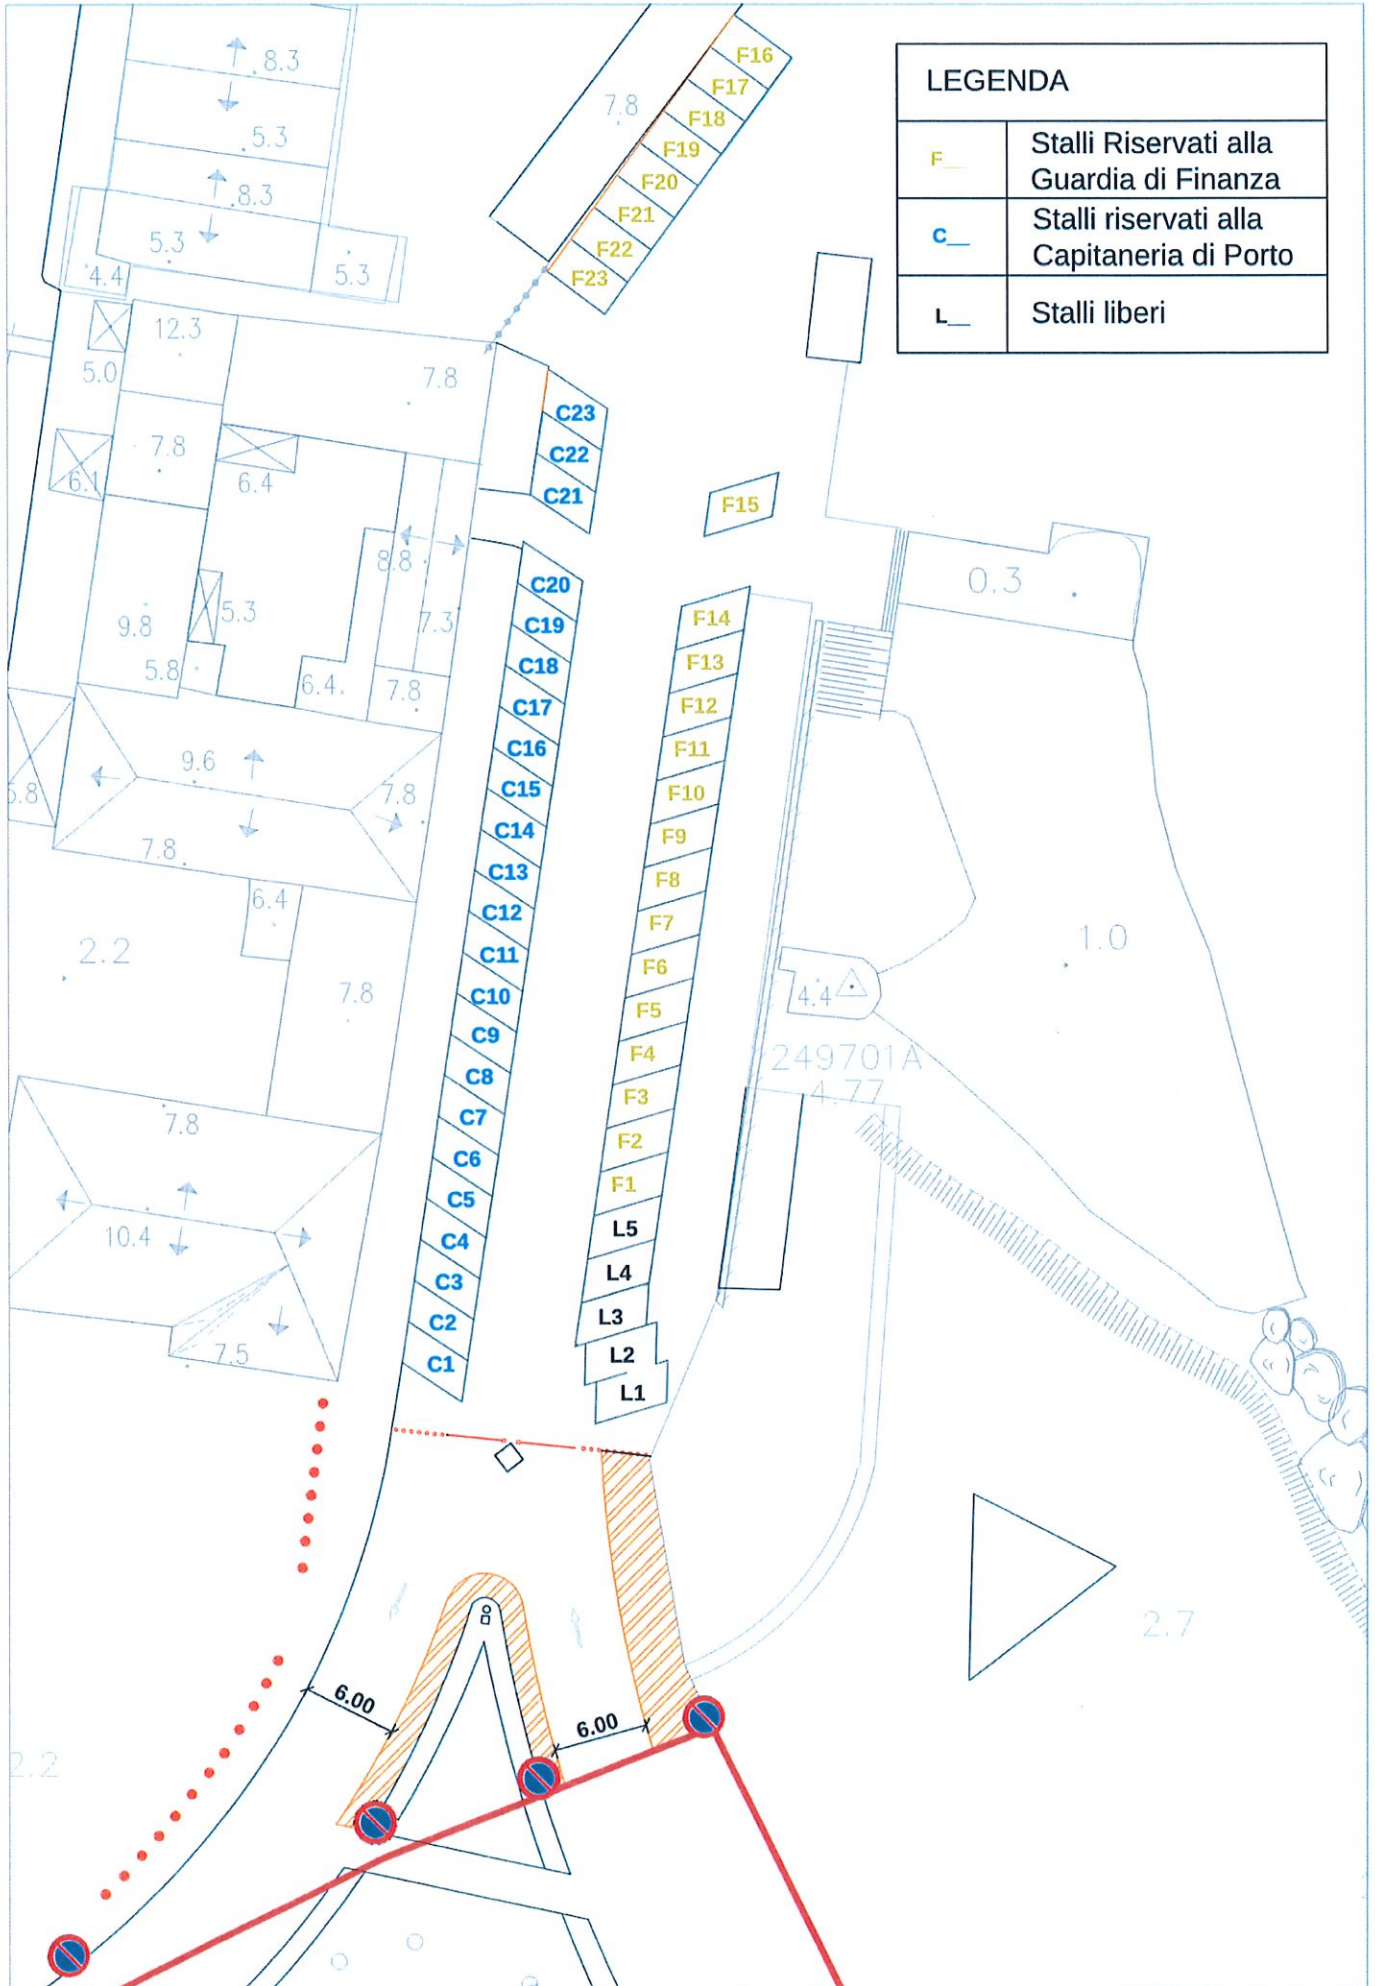 LEGENDA
F__ Stalli Riservati alla
Guardia di Finanza
C__ Stalli riservati alla
Capitaneria di Porto
L__ Stalli liberi
8.3
5.3
8.3
5.3
4.4
5.3
7.8
F16
F17
F18
F19
F20
F21
F22
F23
12.3
5.0
7.8
7.8
6.1
6.4
8.8
9.8
5.3
7.3
5.8
6.4
7.8
C23
C22
C21
F15
0.3
C20
C19
C18
C17
C16
C15
C14
C13
C12
C11
C10
C9
C8
C7
C6
C5
C4
C3
C2
C1
F14
F13
F12
F11
F10
F9
F8
F7
F6
F5
F4
F3
F2
F1
L5
L4
L3
L2
L1
9.6
7.8
7.8
6.4
2.2
7.8
4.4
1.0
249701A
4.77
7.8
10.4
7.5
6.00
6.00
2.7
2.2